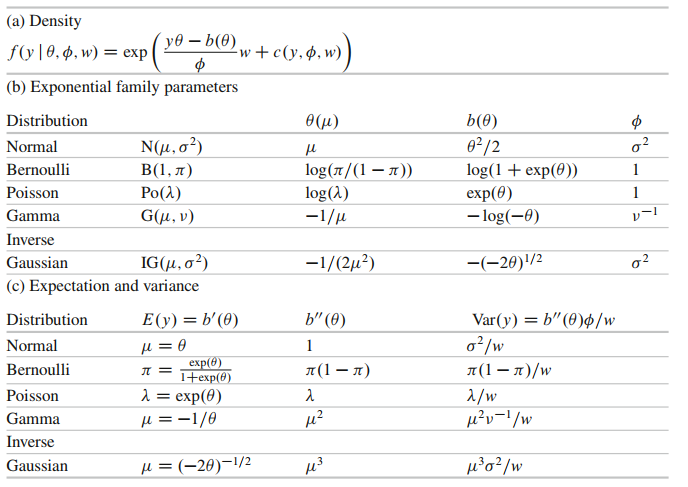 (a) Density
f(y | θ, ϕ, w) = exp( (yθ − b(θ))/ϕ w + c(y, ϕ, w) )
(b) Exponential family parameters
Distribution θ(μ) b(θ) ϕ
Normal N(μ, σ²) μ θ²/2 σ²
Bernoulli B(1, π) log(π/(1 − π)) log(1 + exp(θ)) 1
Poisson Po(λ) log(λ) exp(θ) 1
Gamma G(μ, ν) −1/μ − log(−θ) ν⁻¹
Inverse
Gaussian IG(μ, σ²) −1/(2μ²) −(−2θ)^{1/2} σ²
(c) Expectation and variance
Distribution E(y) = b′(θ) b″(θ) Var(y) = b″(θ)ϕ/w
Normal μ = θ 1 σ²/w
Bernoulli π = exp(θ)/(1+exp(θ)) π(1 − π) π(1 − π)/w
Poisson λ = exp(θ) λ λ/w
Gamma μ = −1/θ μ² μ²ν⁻¹/w
Inverse
Gaussian μ = (−2θ)^{−1/2} μ³ μ³σ²/w